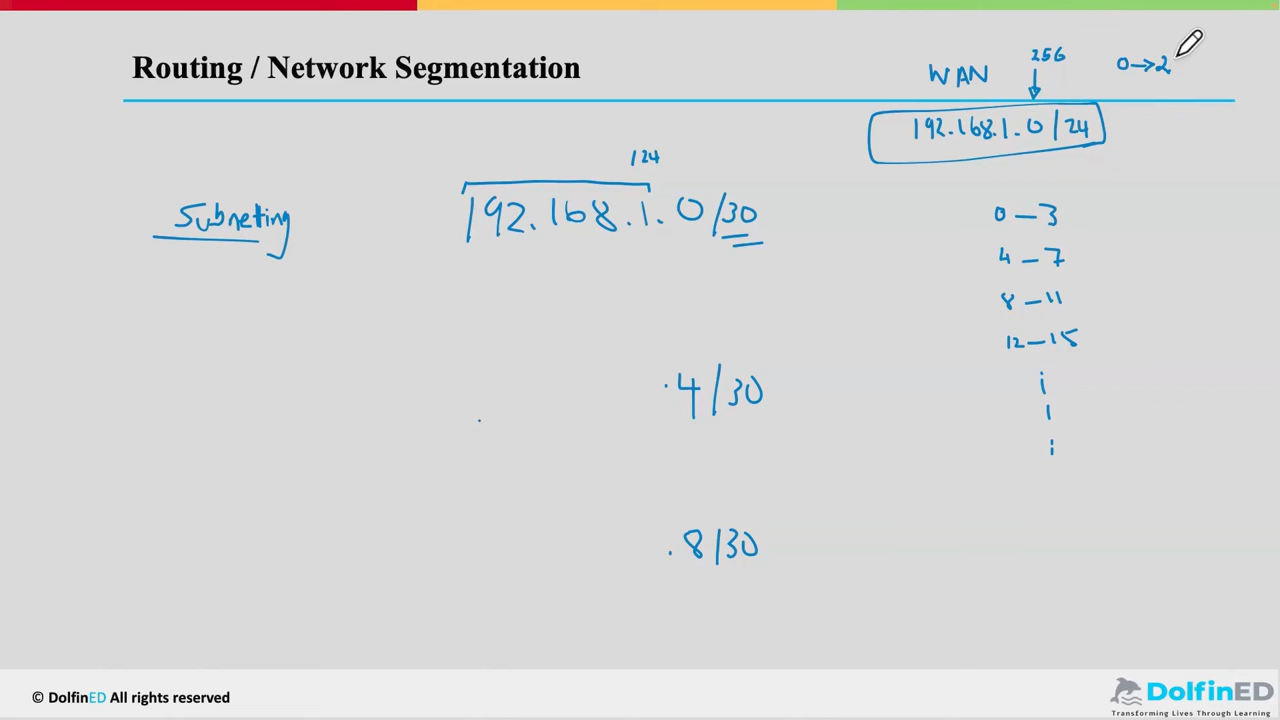 Routing / Network Segmentation
WAN
256
0→2
192.168.1.0/24
/24
Subneting
192.168.1.0/30
0-3
4-7
8-11
12-15
.4/30
.8/30
© DolfinED All rights reserved
DolfinED
Transforming Lives Through Learning